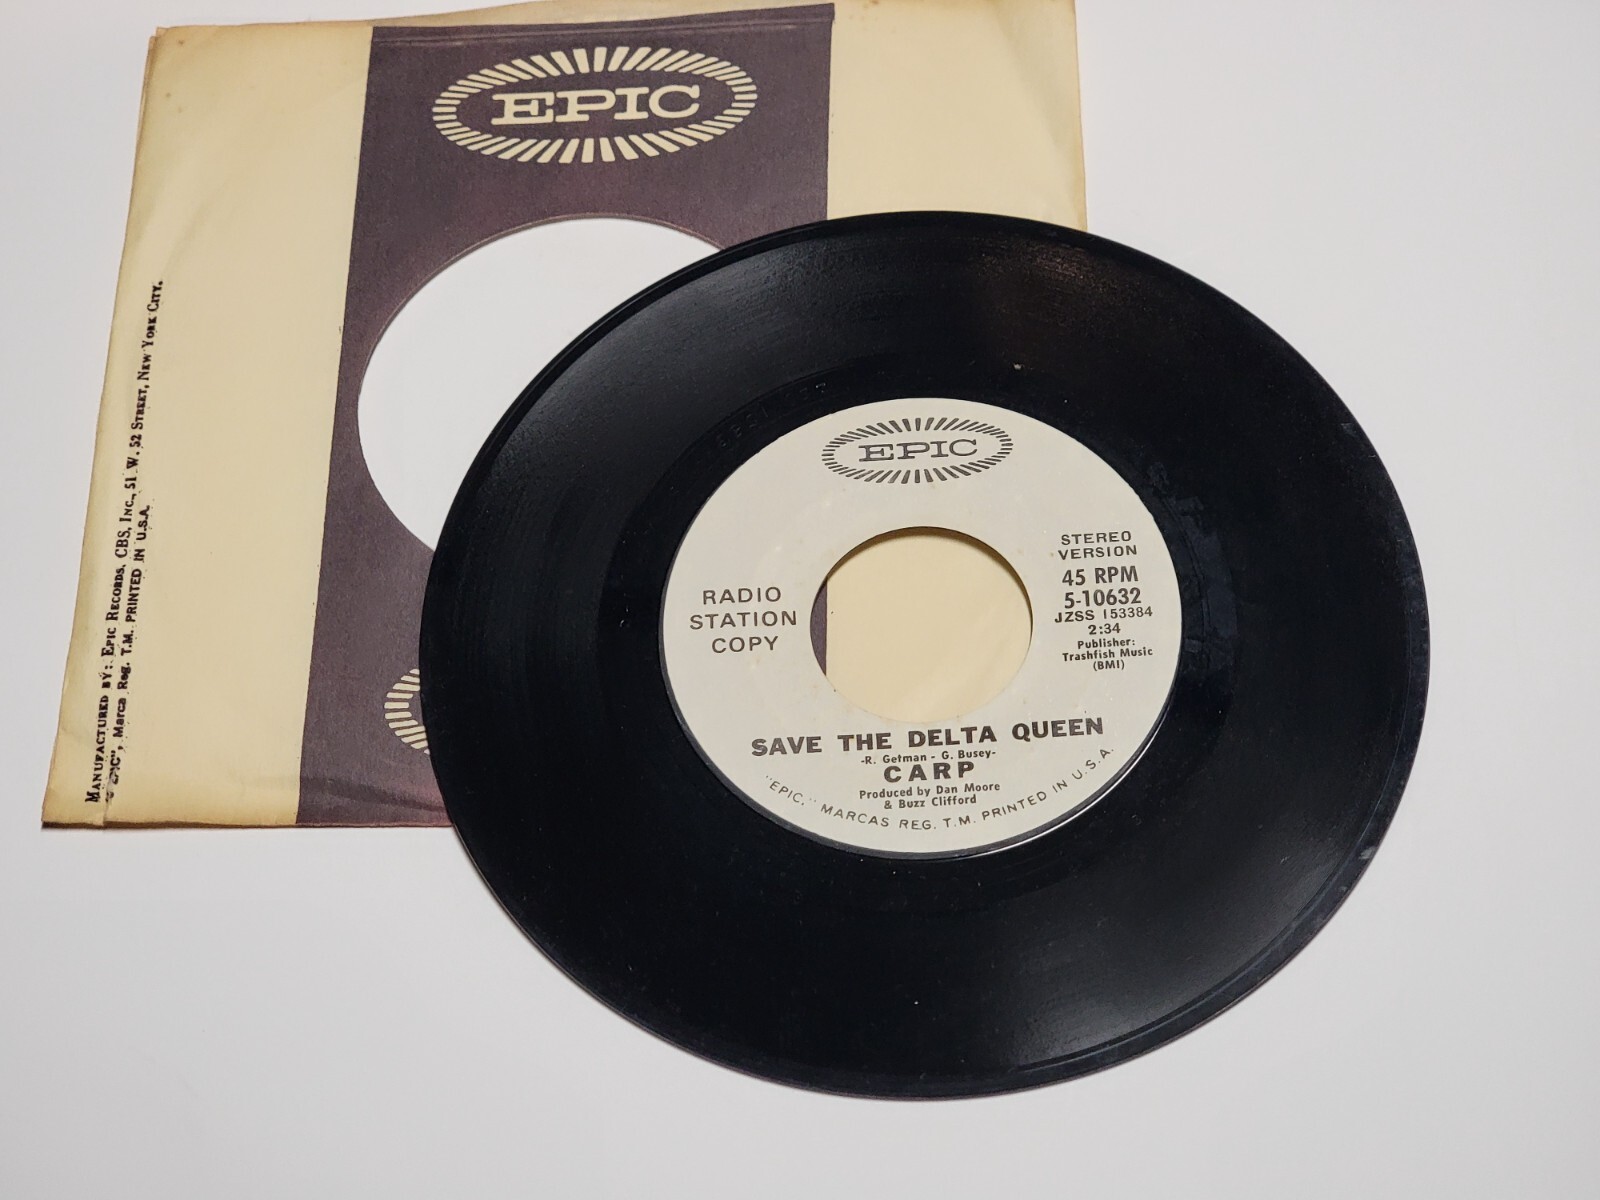 EPIC
MANUFACTURED BY: EPIC RECORDS, CBS, INC., 51 W. 52 STREET, NEW YORK CITY.
"EPIC", Marca Reg. T.M. PRINTED IN U.S.A.
EPIC
STEREO
VERSION
45 RPM
5-10632
JZSS 153384
2:34
Publisher:
Trashfish Music
(BMI)
RADIO
STATION
COPY
SAVE THE DELTA QUEEN
-R. Getman - G. Busey-
CARP
Produced by Dan Moore
& Buzz Clifford
"EPIC," MARCAS REG. T.M. PRINTED IN U.S.A.